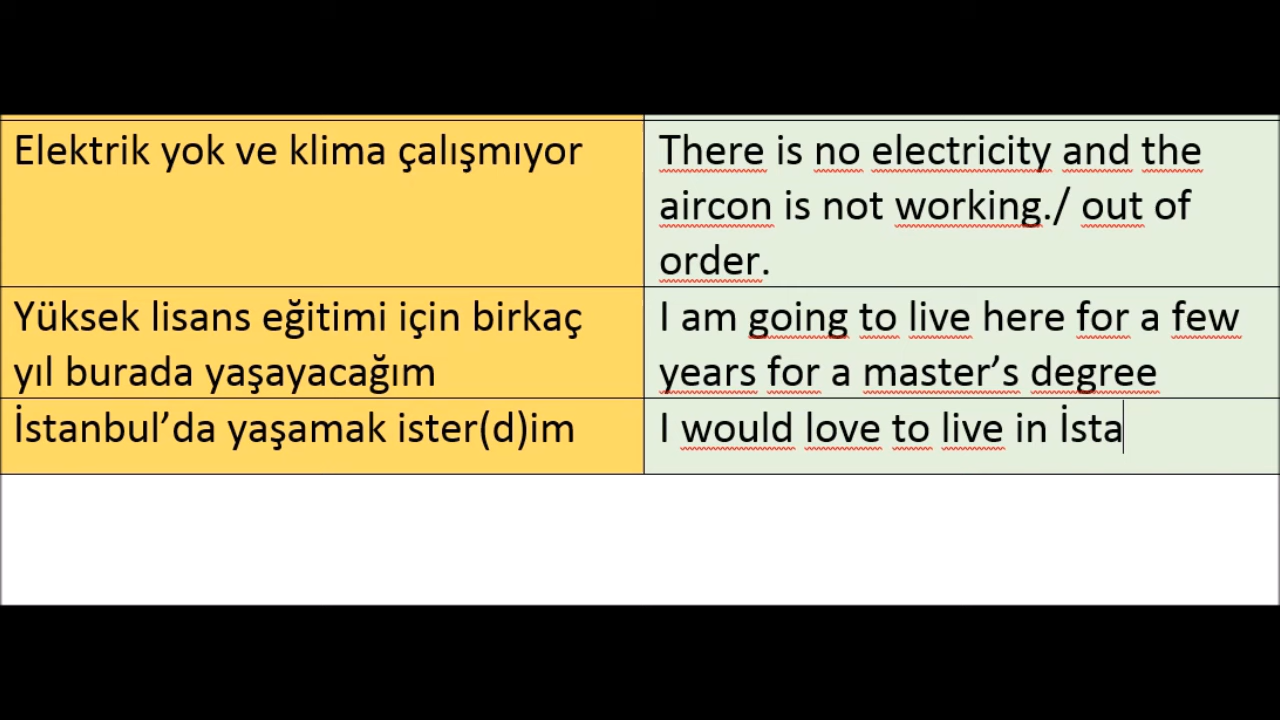 Elektrik yok ve klima çalışmıyor
There is no electricity and the
aircon is not working./ out of
order.
Yüksek lisans eğitimi için birkaç
yıl burada yaşayacağım
I am going to live here for a few
years for a master’s degree
İstanbul’da yaşamak ister(d)im
I would love to live in İsta